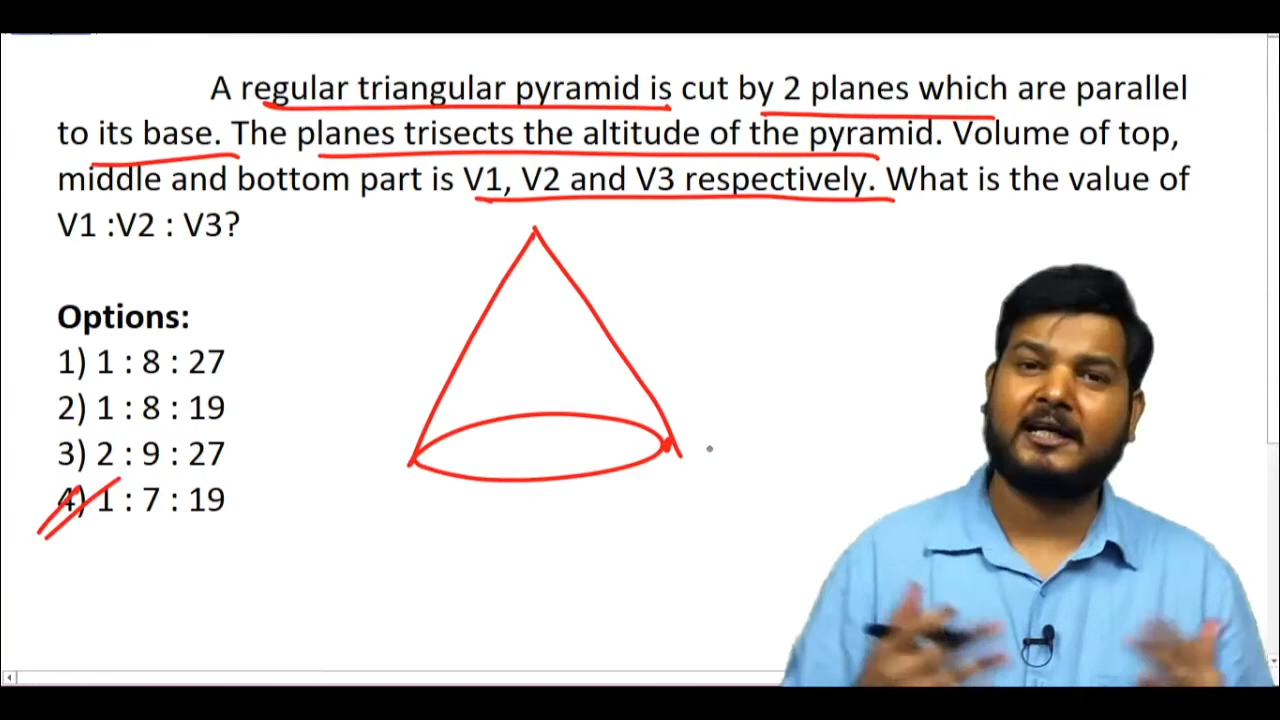 A regular triangular pyramid is cut by 2 planes which are parallel
to its base. The planes trisects the altitude of the pyramid. Volume of top,
middle and bottom part is V1, V2 and V3 respectively. What is the value of
V1 :V2 : V3?
Options:
1) 1 : 8 : 27
2) 1 : 8 : 19
3) 2 : 9 : 27
4) 1 : 7 : 19